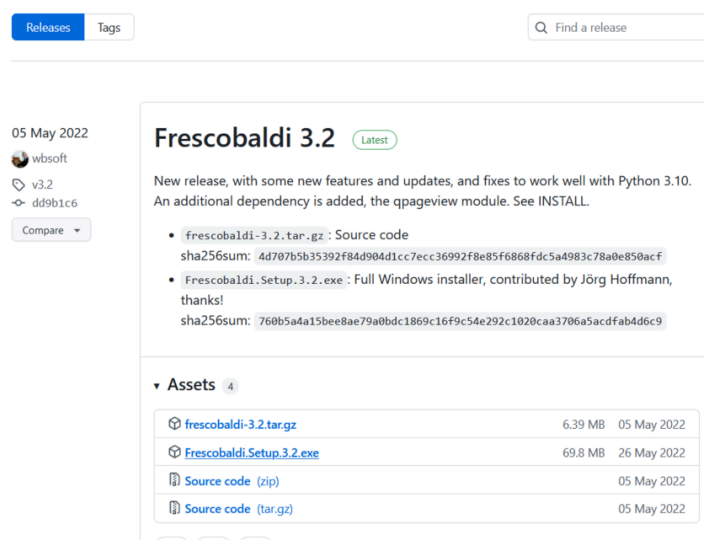 Releases Tags Find a release
05 May 2022
wbsoft
v3.2
dd9b1c6
Compare
Frescobaldi 3.2 Latest
New release, with some new features and updates, and fixes to work well with Python 3.10.
An additional dependency is added, the qpageview module. See INSTALL.
frescobaldi-3.2.tar.gz : Source code
sha256sum: 4d707b5b35392f84d904d1cc7ecc36992f8e85f6868fdc5a4983c78a0e850acf
Frescobaldi.Setup.3.2.exe : Full Windows installer, contributed by Jörg Hoffmann,
thanks!
sha256sum: 760b5a4a15bee8ae79a0bdc1869c16f9c54e292c1020caa3706a5acdfab4d6c9
Assets 4
frescobaldi-3.2.tar.gz 6.39 MB 05 May 2022
Frescobaldi.Setup.3.2.exe 69.8 MB 26 May 2022
Source code (zip) 05 May 2022
Source code (tar.gz) 05 May 2022